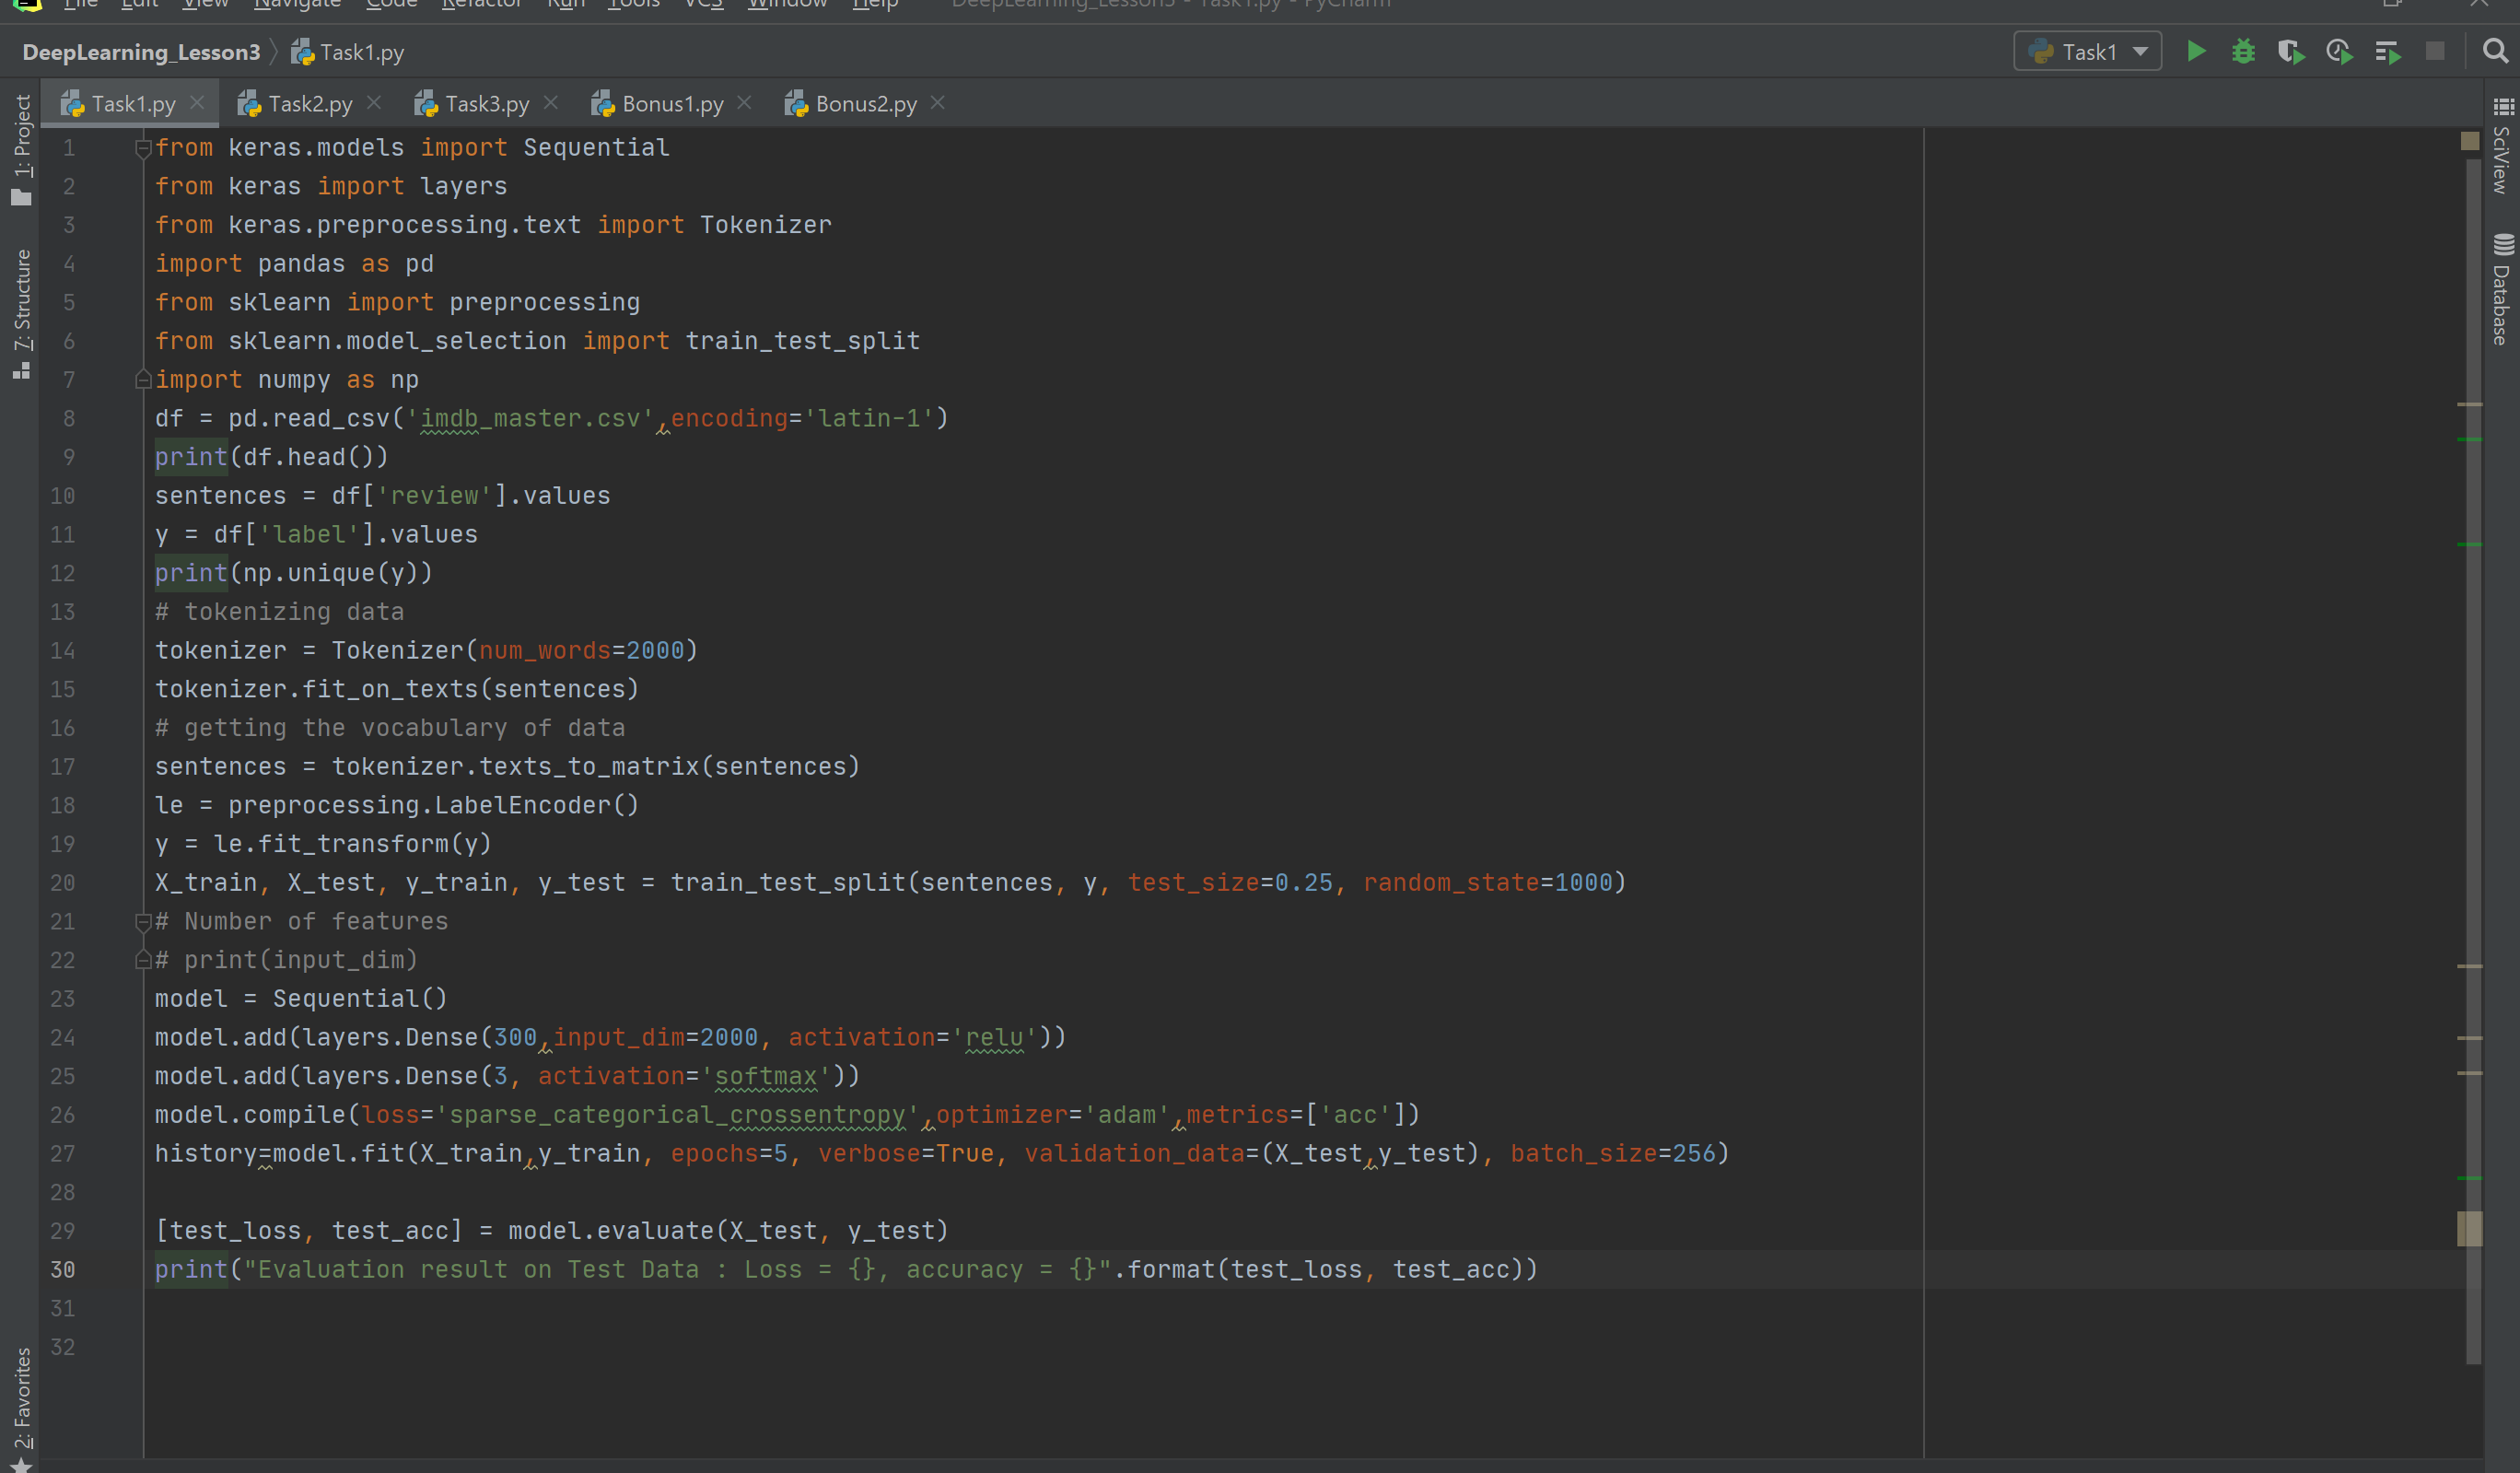 File Edit View Navigate Code Refactor Run Tools VCS Window Help DeepLearning_Lesson3 - Task1.py - PyCharm
DeepLearning_Lesson3 Task1.py Task1
Task1.py Task2.py Task3.py Bonus1.py Bonus2.py
1: Project
7: Structure
2: Favorites
SciView
Database
1 from keras.models import Sequential
2 from keras import layers
3 from keras.preprocessing.text import Tokenizer
4 import pandas as pd
5 from sklearn import preprocessing
6 from sklearn.model_selection import train_test_split
7 import numpy as np
8 df = pd.read_csv('imdb_master.csv',encoding='latin-1')
9 print(df.head())
10 sentences = df['review'].values
11 y = df['label'].values
12 print(np.unique(y))
13 # tokenizing data
14 tokenizer = Tokenizer(num_words=2000)
15 tokenizer.fit_on_texts(sentences)
16 # getting the vocabulary of data
17 sentences = tokenizer.texts_to_matrix(sentences)
18 le = preprocessing.LabelEncoder()
19 y = le.fit_transform(y)
20 X_train, X_test, y_train, y_test = train_test_split(sentences, y, test_size=0.25, random_state=1000)
21 # Number of features
22 # print(input_dim)
23 model = Sequential()
24 model.add(layers.Dense(300,input_dim=2000, activation='relu'))
25 model.add(layers.Dense(3, activation='softmax'))
26 model.compile(loss='sparse_categorical_crossentropy',optimizer='adam',metrics=['acc'])
27 history=model.fit(X_train,y_train, epochs=5, verbose=True, validation_data=(X_test,y_test), batch_size=256)
28
29 [test_loss, test_acc] = model.evaluate(X_test, y_test)
30 print("Evaluation result on Test Data : Loss = {}, accuracy = {}".format(test_loss, test_acc))
31
32